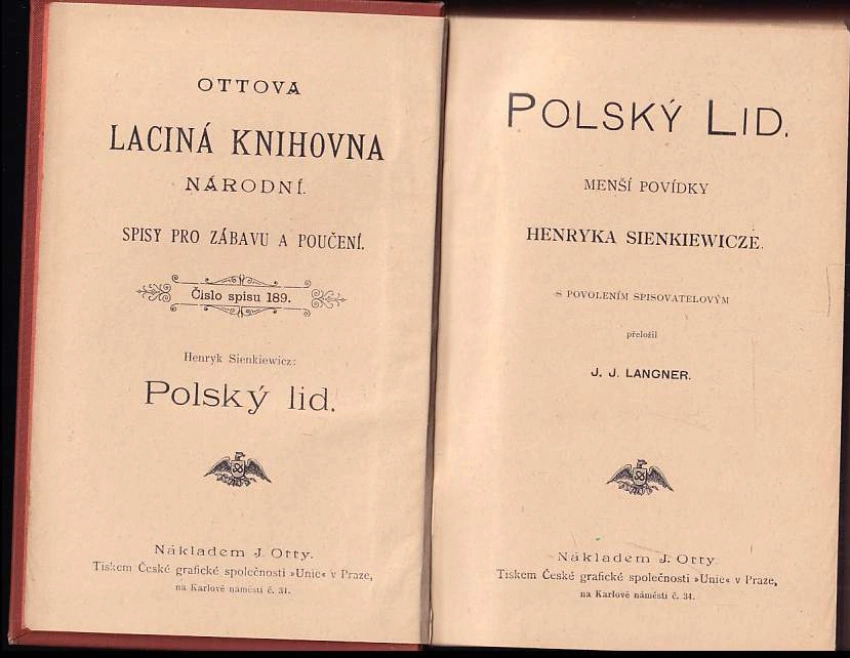 OTTOVA
LACINÁ KNIHOVNA
NÁRODNÍ.
SPISY PRO ZÁBAVU A POUČENÍ.
Číslo spisu 189.
Henryk Sienkiewicz:
Polský lid.
Nákladem J. Otty.
Tiskem České grafické společnosti »Unie« v Praze,
na Karlově náměstí č. 34.
POLSKÝ LID.
MENŠÍ POVÍDKY
HENRYKA SIENKIEWICZE.
S POVOLENÍM SPISOVATELOVÝM
přeložil
J. J. LANGNER.
Nákladem J. Otty
Tiskem České grafické společnosti »Unie« v Praze,
na Karlově náměstí č. 34.